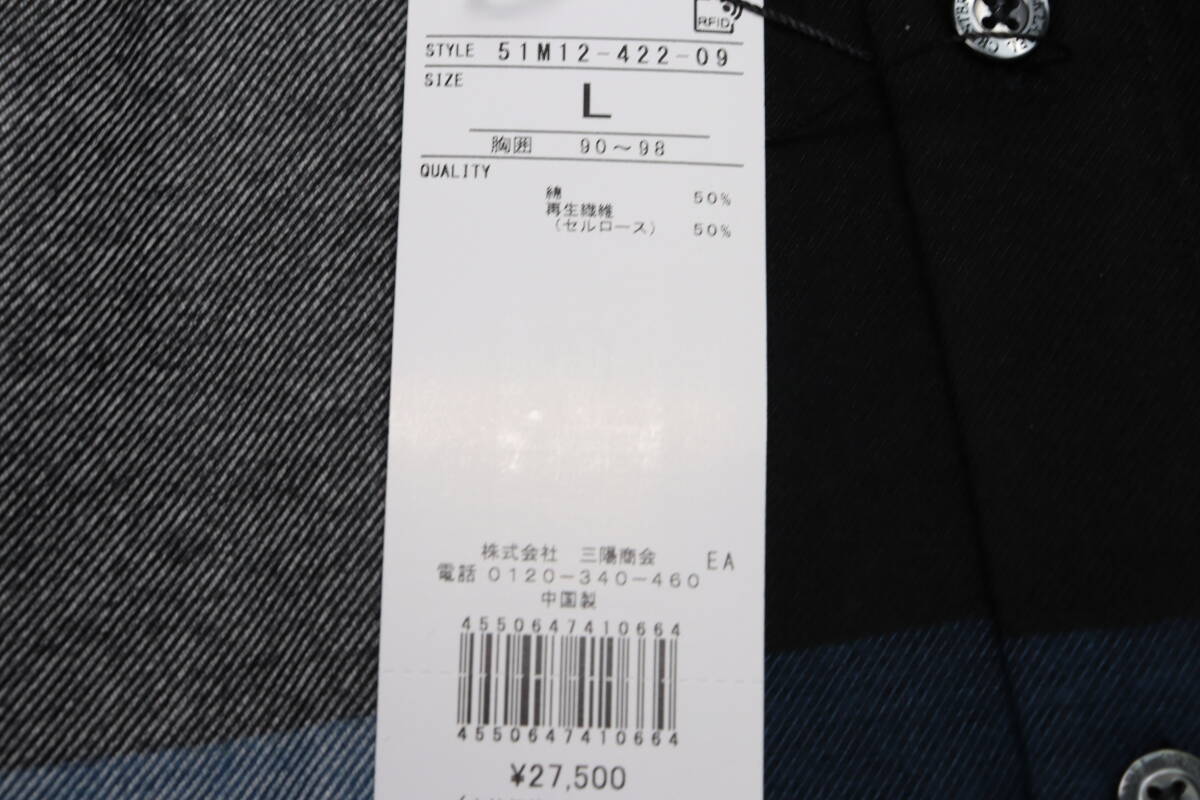 RFID
STYLE 51M12-422-09
SIZE
L
胸囲 90～98
QUALITY
綿 50%
再生繊維
(セルロース) 50%
株式会社 三陽商会 EA
電話 0120-340-460
中国製
4550647410664
4550647410664
¥27,500